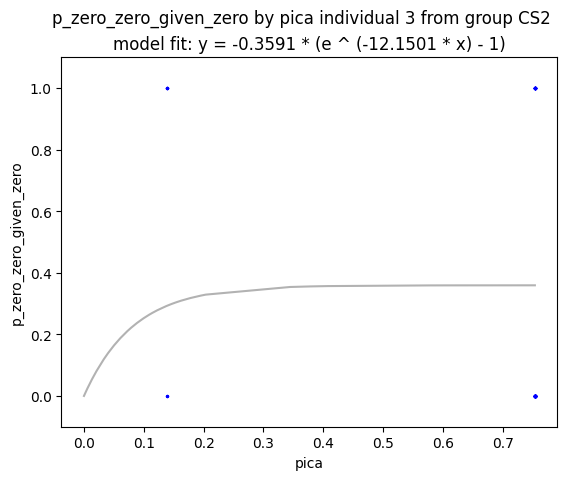 p_zero_zero_given_zero by pica individual 3 from group CS2
model fit: y = -0.3591 * (e ^ (-12.1501 * x) - 1)
1.0
0.8
0.6
0.4
0.2
0.0
p_zero_zero_given_zero
0.0 0.1 0.2 0.3 0.4 0.5 0.6 0.7
pica